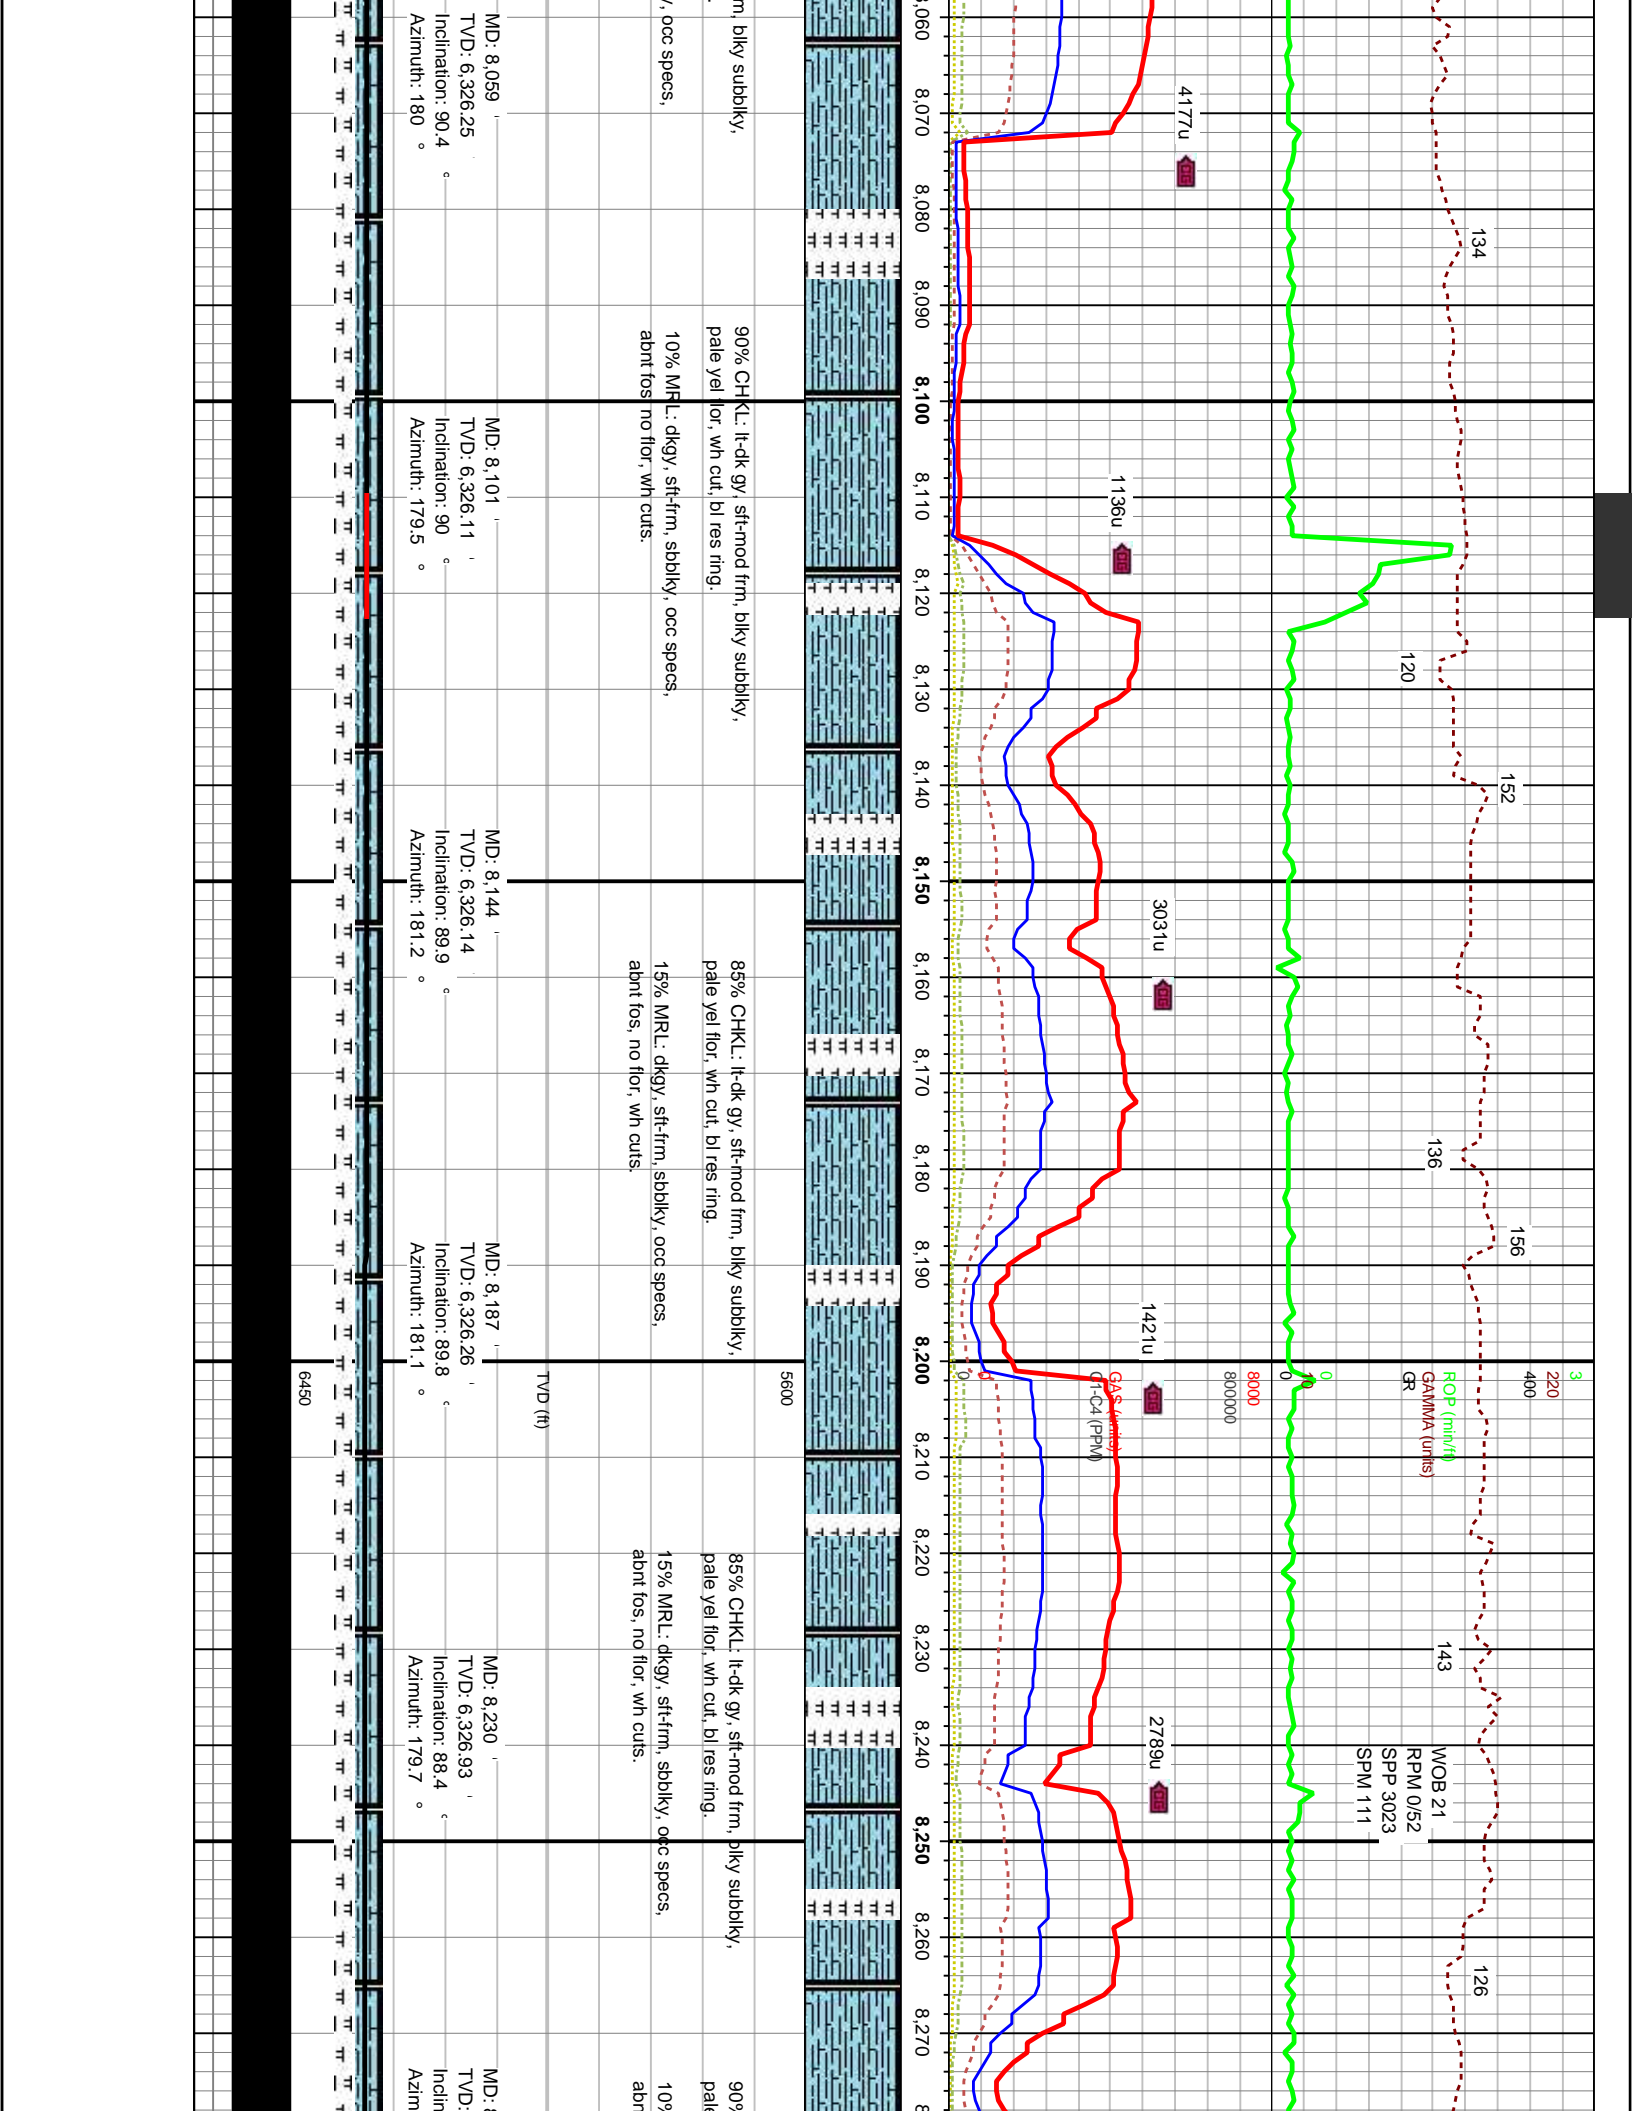 3
220
400
ROP (min/ft)
GAMMA (units)
GR
0
10
0
8000
80000
GAS (units)
C1-C4 (PPM)
0
0
134
120
152
136
156
143
126
WOB 21
RPM 0/52
SPP 3023
SPM 111
4177u
1136u
3031u
1421u
2789u
8,060
8,070
8,080
8,090
8,100
8,110
8,120
8,130
8,140
8,150
8,160
8,170
8,180
8,190
8,200
8,210
8,220
8,230
8,240
8,250
8,260
8,270
m, blky subblky,
, occ specs,
90% CHKL: lt-dk gy, sft-mod frm, blky subblky,
pale yel flor, wh cut, bl res ring.
10% MRL: dkgy, sft-frm, sbblky, occ specs,
abnt fos, no flor, wh cuts.
85% CHKL: lt-dk gy, sft-mod frm, blky subblky,
pale yel flor, wh cut, bl res ring.
15% MRL: dkgy, sft-frm, sbblky, occ specs,
abnt fos, no flor, wh cuts.
85% CHKL: lt-dk gy, sft-mod frm, blky subblky,
pale yel flor, wh cut, bl res ring.
15% MRL: dkgy, sft-frm, sbblky, occ specs,
abnt fos, no flor, wh cuts.
90%
pale
10%
abn
5600
TVD (ft)
6450
MD: 8,059 '
TVD: 6,326.25 '
Inclination: 90.4 °
Azimuth: 180 °
MD: 8,101 '
TVD: 6,326.11 '
Inclination: 90 °
Azimuth: 179.5 °
MD: 8,144 '
TVD: 6,326.14 '
Inclination: 89.9 °
Azimuth: 181.2 °
MD: 8,187 '
TVD: 6,326.26 '
Inclination: 89.8 °
Azimuth: 181.1 °
MD: 8,230 '
TVD: 6,326.93 '
Inclination: 88.4 °
Azimuth: 179.7 °
MD:
TVD:
Inclin
Azim